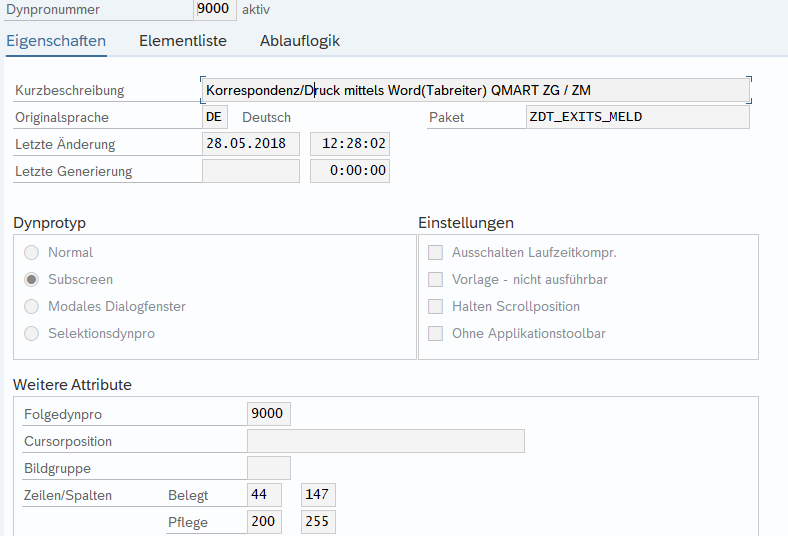 Dynpronummer 9000 aktiv
Eigenschaften Elementliste Ablauflogik
Kurzbeschreibung Korrespondenz/Druck mittels Word(Tabreiter) QMART ZG / ZM
Originalsprache DE Deutsch Paket ZDT_EXITS_MELD
Letzte Änderung 28.05.2018 12:28:02
Letzte Generierung 0:00:00
Dynprotyp Einstellungen
Normal Ausschalten Laufzeitkompr.
Subscreen Vorlage - nicht ausführbar
Modales Dialogfenster Halten Scrollposition
Selektionsdynpro Ohne Applikationstoolbar
Weitere Attribute
Folgedynpro 9000
Cursorposition
Bildgruppe
Zeilen/Spalten Belegt 44 147
Pflege 200 255